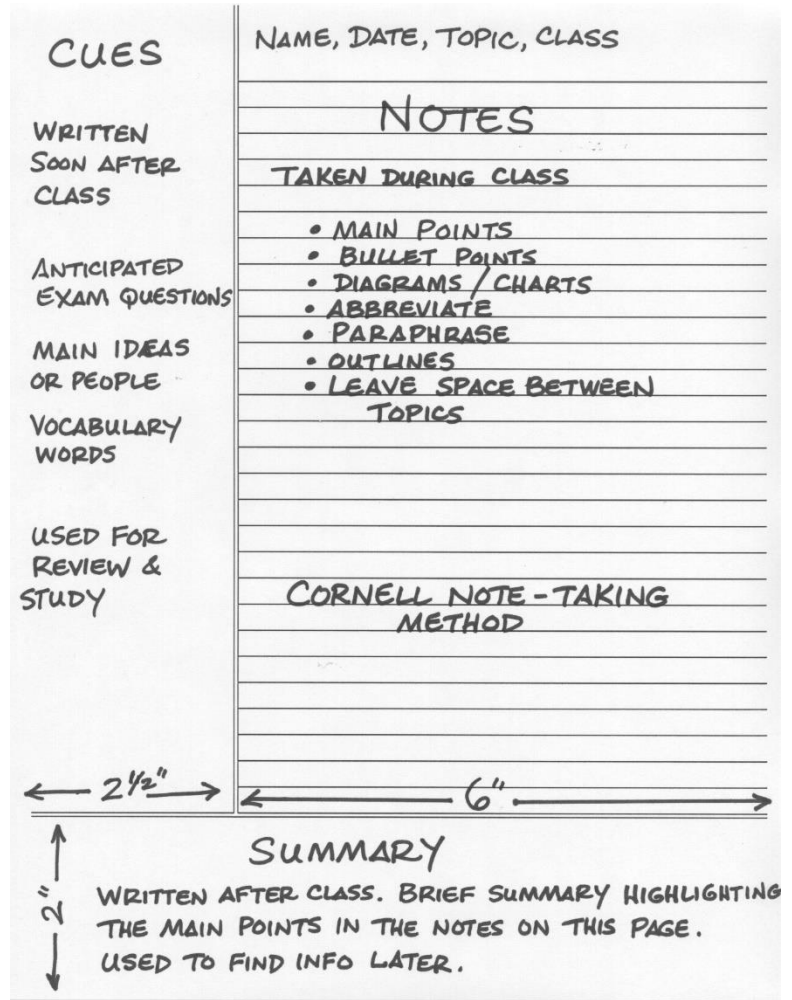 CUES
WRITTEN
SOON AFTER
CLASS
ANTICIPATED
EXAM QUESTIONS
MAIN IDEAS
OR PEOPLE
VOCABULARY
WORDS
USED FOR
REVIEW &
STUDY
2 1/2"
NAME, DATE, TOPIC, CLASS
NOTES
TAKEN DURING CLASS
• MAIN POINTS
• BULLET POINTS
• DIAGRAMS / CHARTS
• ABBREVIATE
• PARAPHRASE
• OUTLINES
• LEAVE SPACE BETWEEN
TOPICS
CORNELL NOTE-TAKING
METHOD
6"
2"
SUMMARY
WRITTEN AFTER CLASS. BRIEF SUMMARY HIGHLIGHTING
THE MAIN POINTS IN THE NOTES ON THIS PAGE.
USED TO FIND INFO LATER.